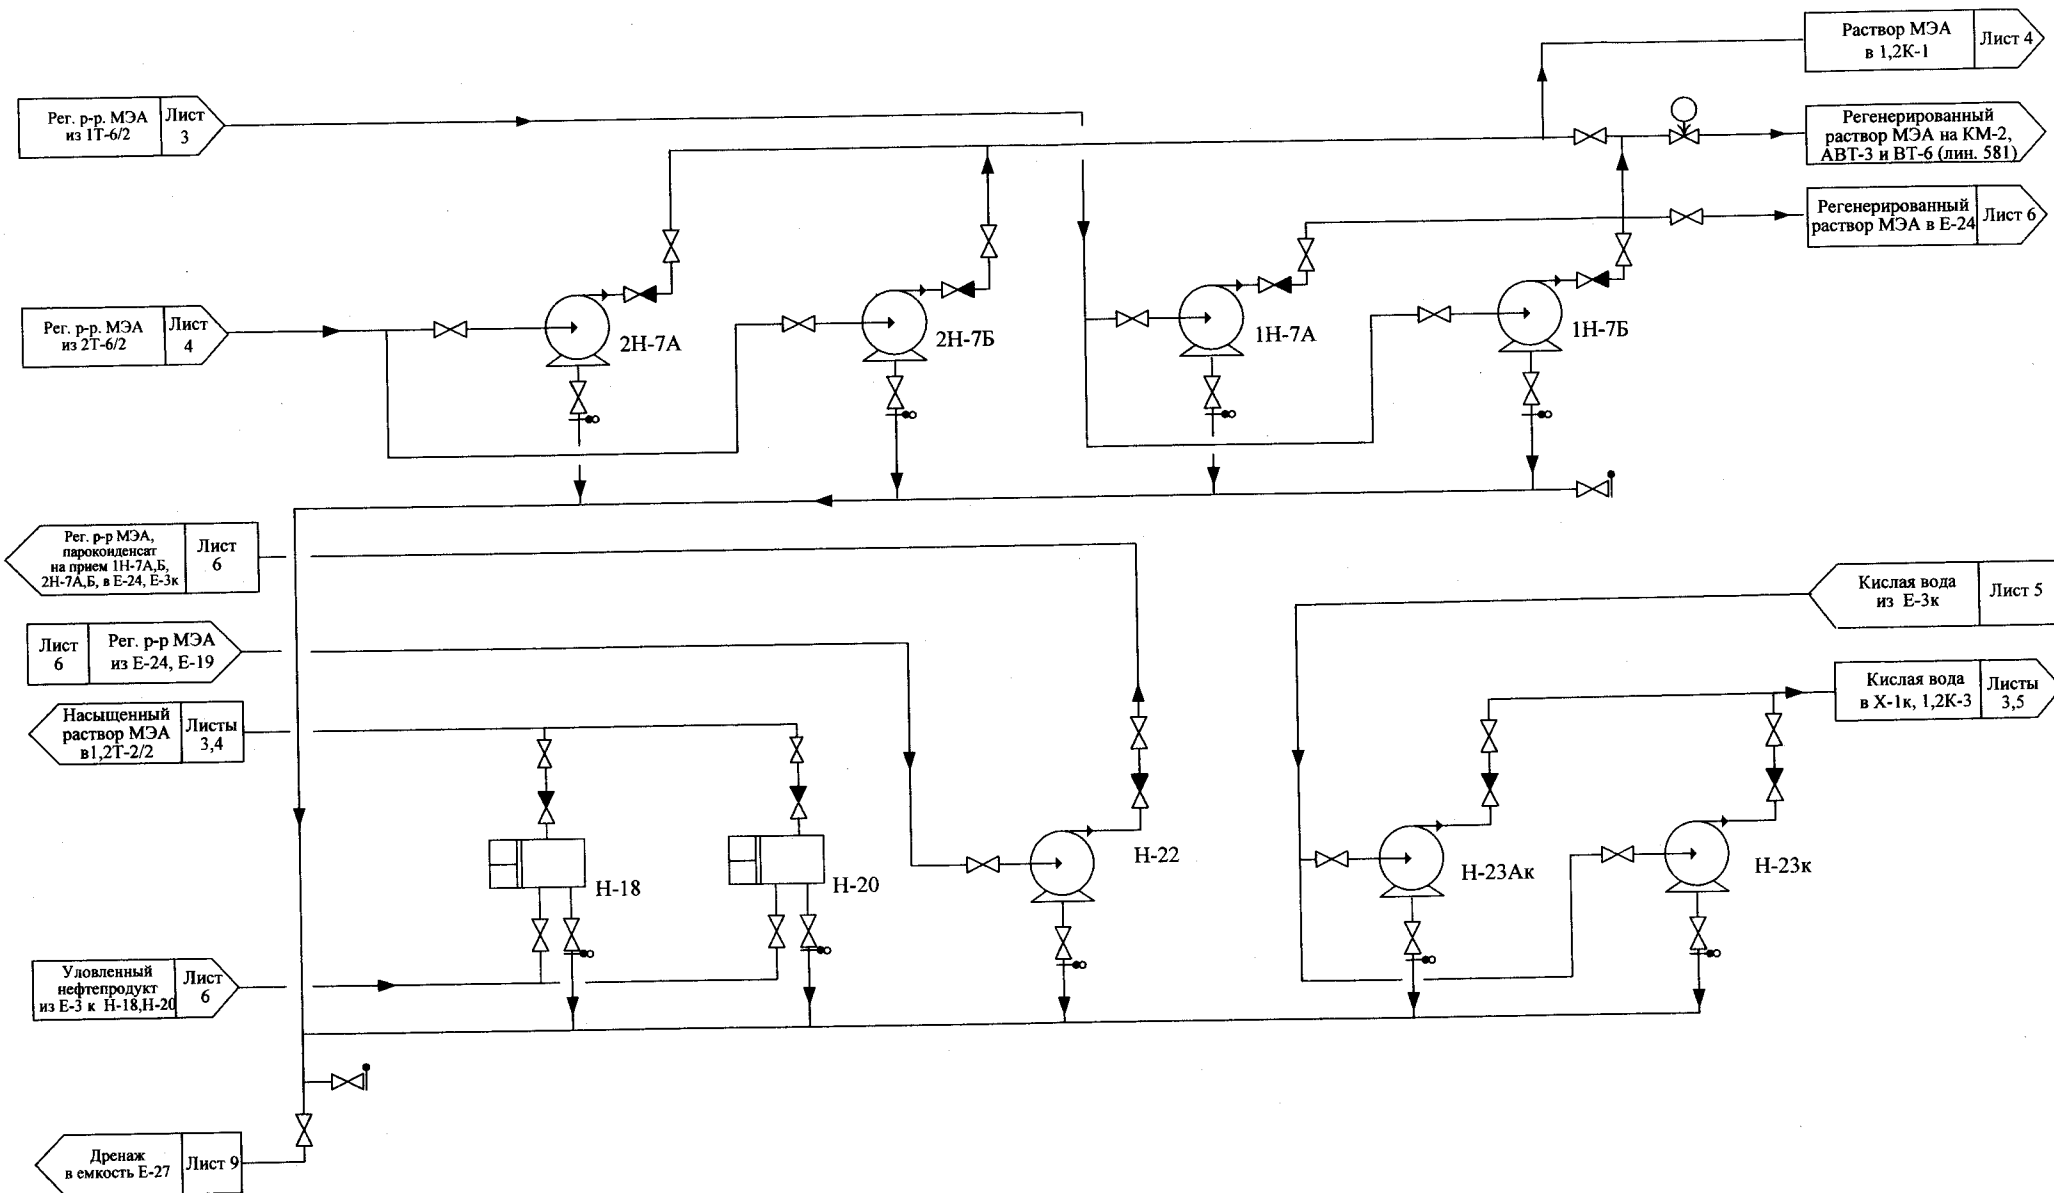 Раствор МЭА
в 1,2К-1
Лист 4
Рег. р-р. МЭА
из 1Т-6/2
Лист
3
Регенерированный
раствор МЭА на КМ-2,
АВТ-3 и ВТ-6 (лин. 581)
Регенерированный
раствор МЭА в Е-24
Лист 6
Рег. р-р. МЭА
из 2Т-6/2
Лист
4
2Н-7А
2Н-7Б
1Н-7А
1Н-7Б
Рег. р-р МЭА,
пароконденсат
на прием 1Н-7А,Б,
2Н-7А,Б, в Е-24, Е-3к
Лист
6
Кислая вода
из Е-3к
Лист 5
Лист
6
Рег. р-р МЭА
из Е-24, Е-19
Кислая вода
в Х-1к, 1,2К-3
Листы
3,5
Насыщенный
раствор МЭА
в1,2Т-2/2
Листы
3,4
Н-18
Н-20
Н-22
Н-23Ак
Н-23к
Уловленный
нефтепродукт
из Е-3 к Н-18,Н-20
Лист
6
Дренаж
в емкость Е-27
Лист 9